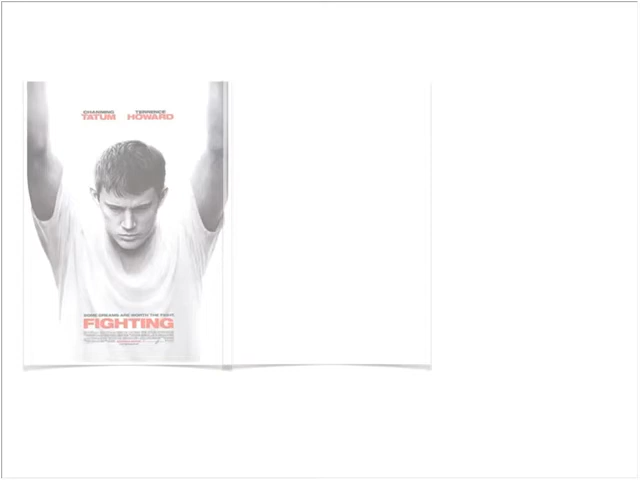 CHANNING TERRENCE
TATUM HOWARD
SOME DREAMS ARE WORTH THE FIGHT
FIGHTING